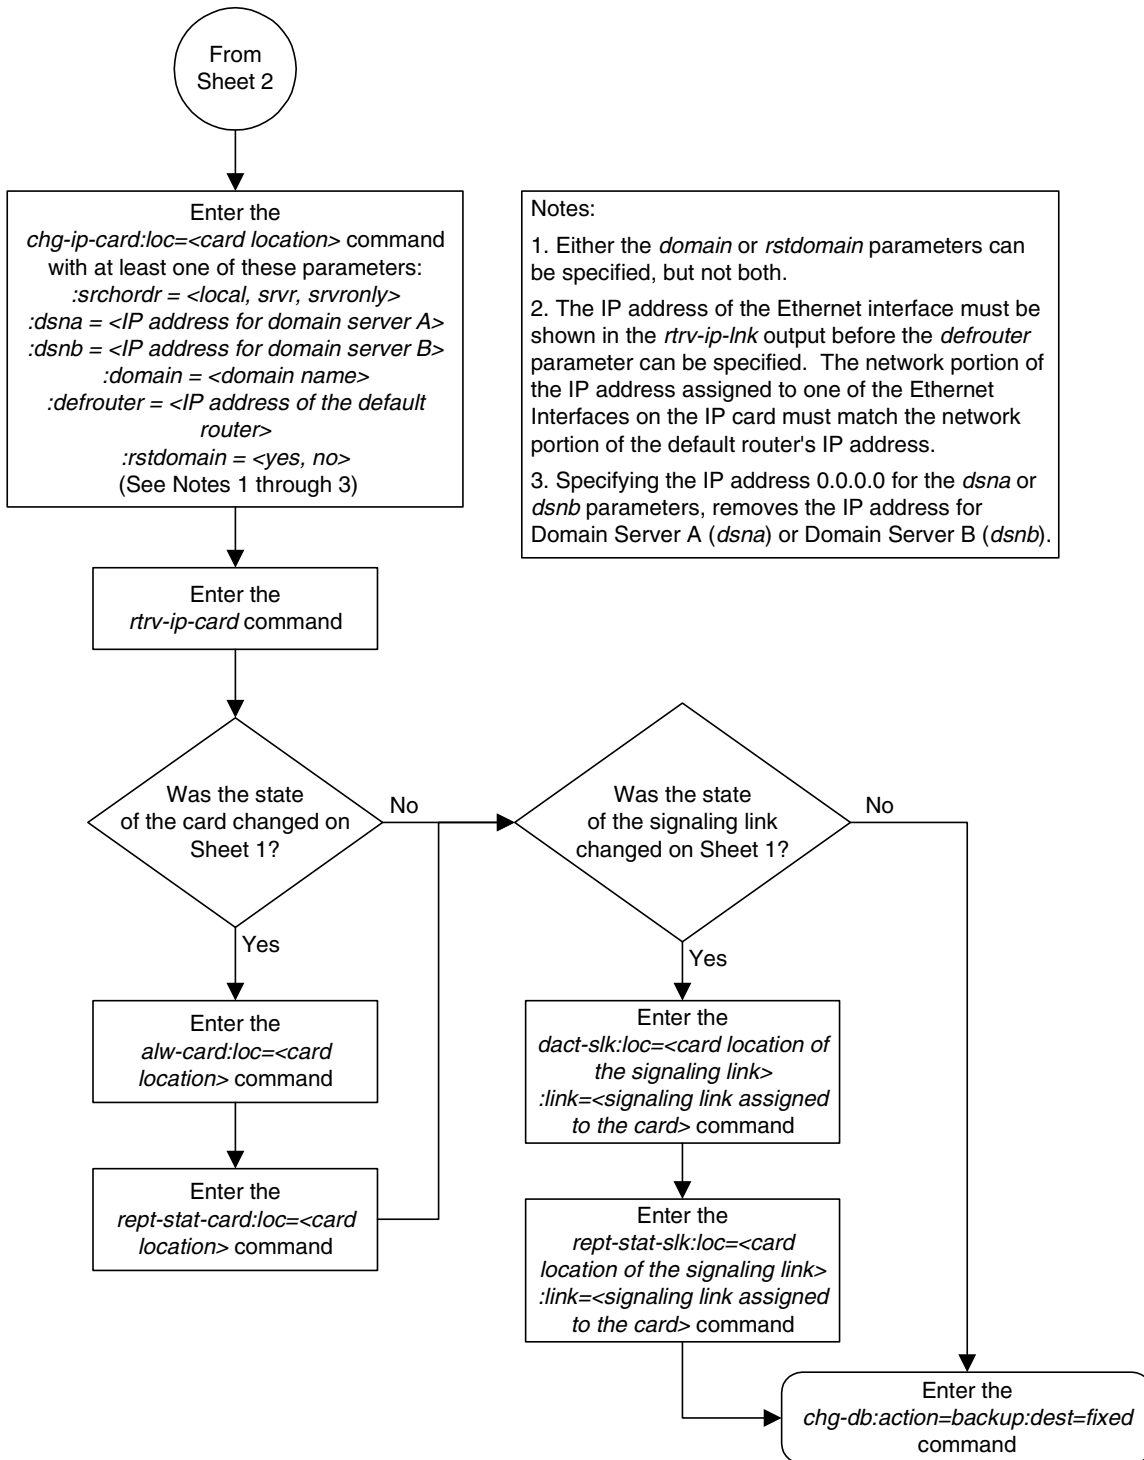 From
Sheet 2
Enter the
chg-ip-card:loc=<card location> command
with at least one of these parameters:
:srchordr = <local, srvr, srvronly>
:dsna = <IP address for domain server A>
:dsnb = <IP address for domain server B>
:domain = <domain name>
:defrouter = <IP address of the default
router>
:rstdomain = <yes, no>
(See Notes 1 through 3)
Notes:
1. Either the domain or rstdomain parameters can
be specified, but not both.
2. The IP address of the Ethernet interface must be
shown in the rtrv-ip-lnk output before the defrouter
parameter can be specified.  The network portion of
the IP address assigned to one of the Ethernet
Interfaces on the IP card must match the network
portion of the default router's IP address.
3. Specifying the IP address 0.0.0.0 for the dsna or
dsnb parameters, removes the IP address for
Domain Server A (dsna) or Domain Server B (dsnb).
Enter the
rtrv-ip-card command
Was the state
of the card changed on
Sheet 1?
No
Yes
Was the state
of the signaling link
changed on Sheet 1?
No
Yes
Enter the
alw-card:loc=<card
location> command
Enter the
rept-stat-card:loc=<card
location> command
Enter the
dact-slk:loc=<card location of
the signaling link>
:link=<signaling link assigned
to the card> command
Enter the
rept-stat-slk:loc=<card
location of the signaling link>
:link=<signaling link assigned
to the card> command
Enter the
chg-db:action=backup:dest=fixed
command